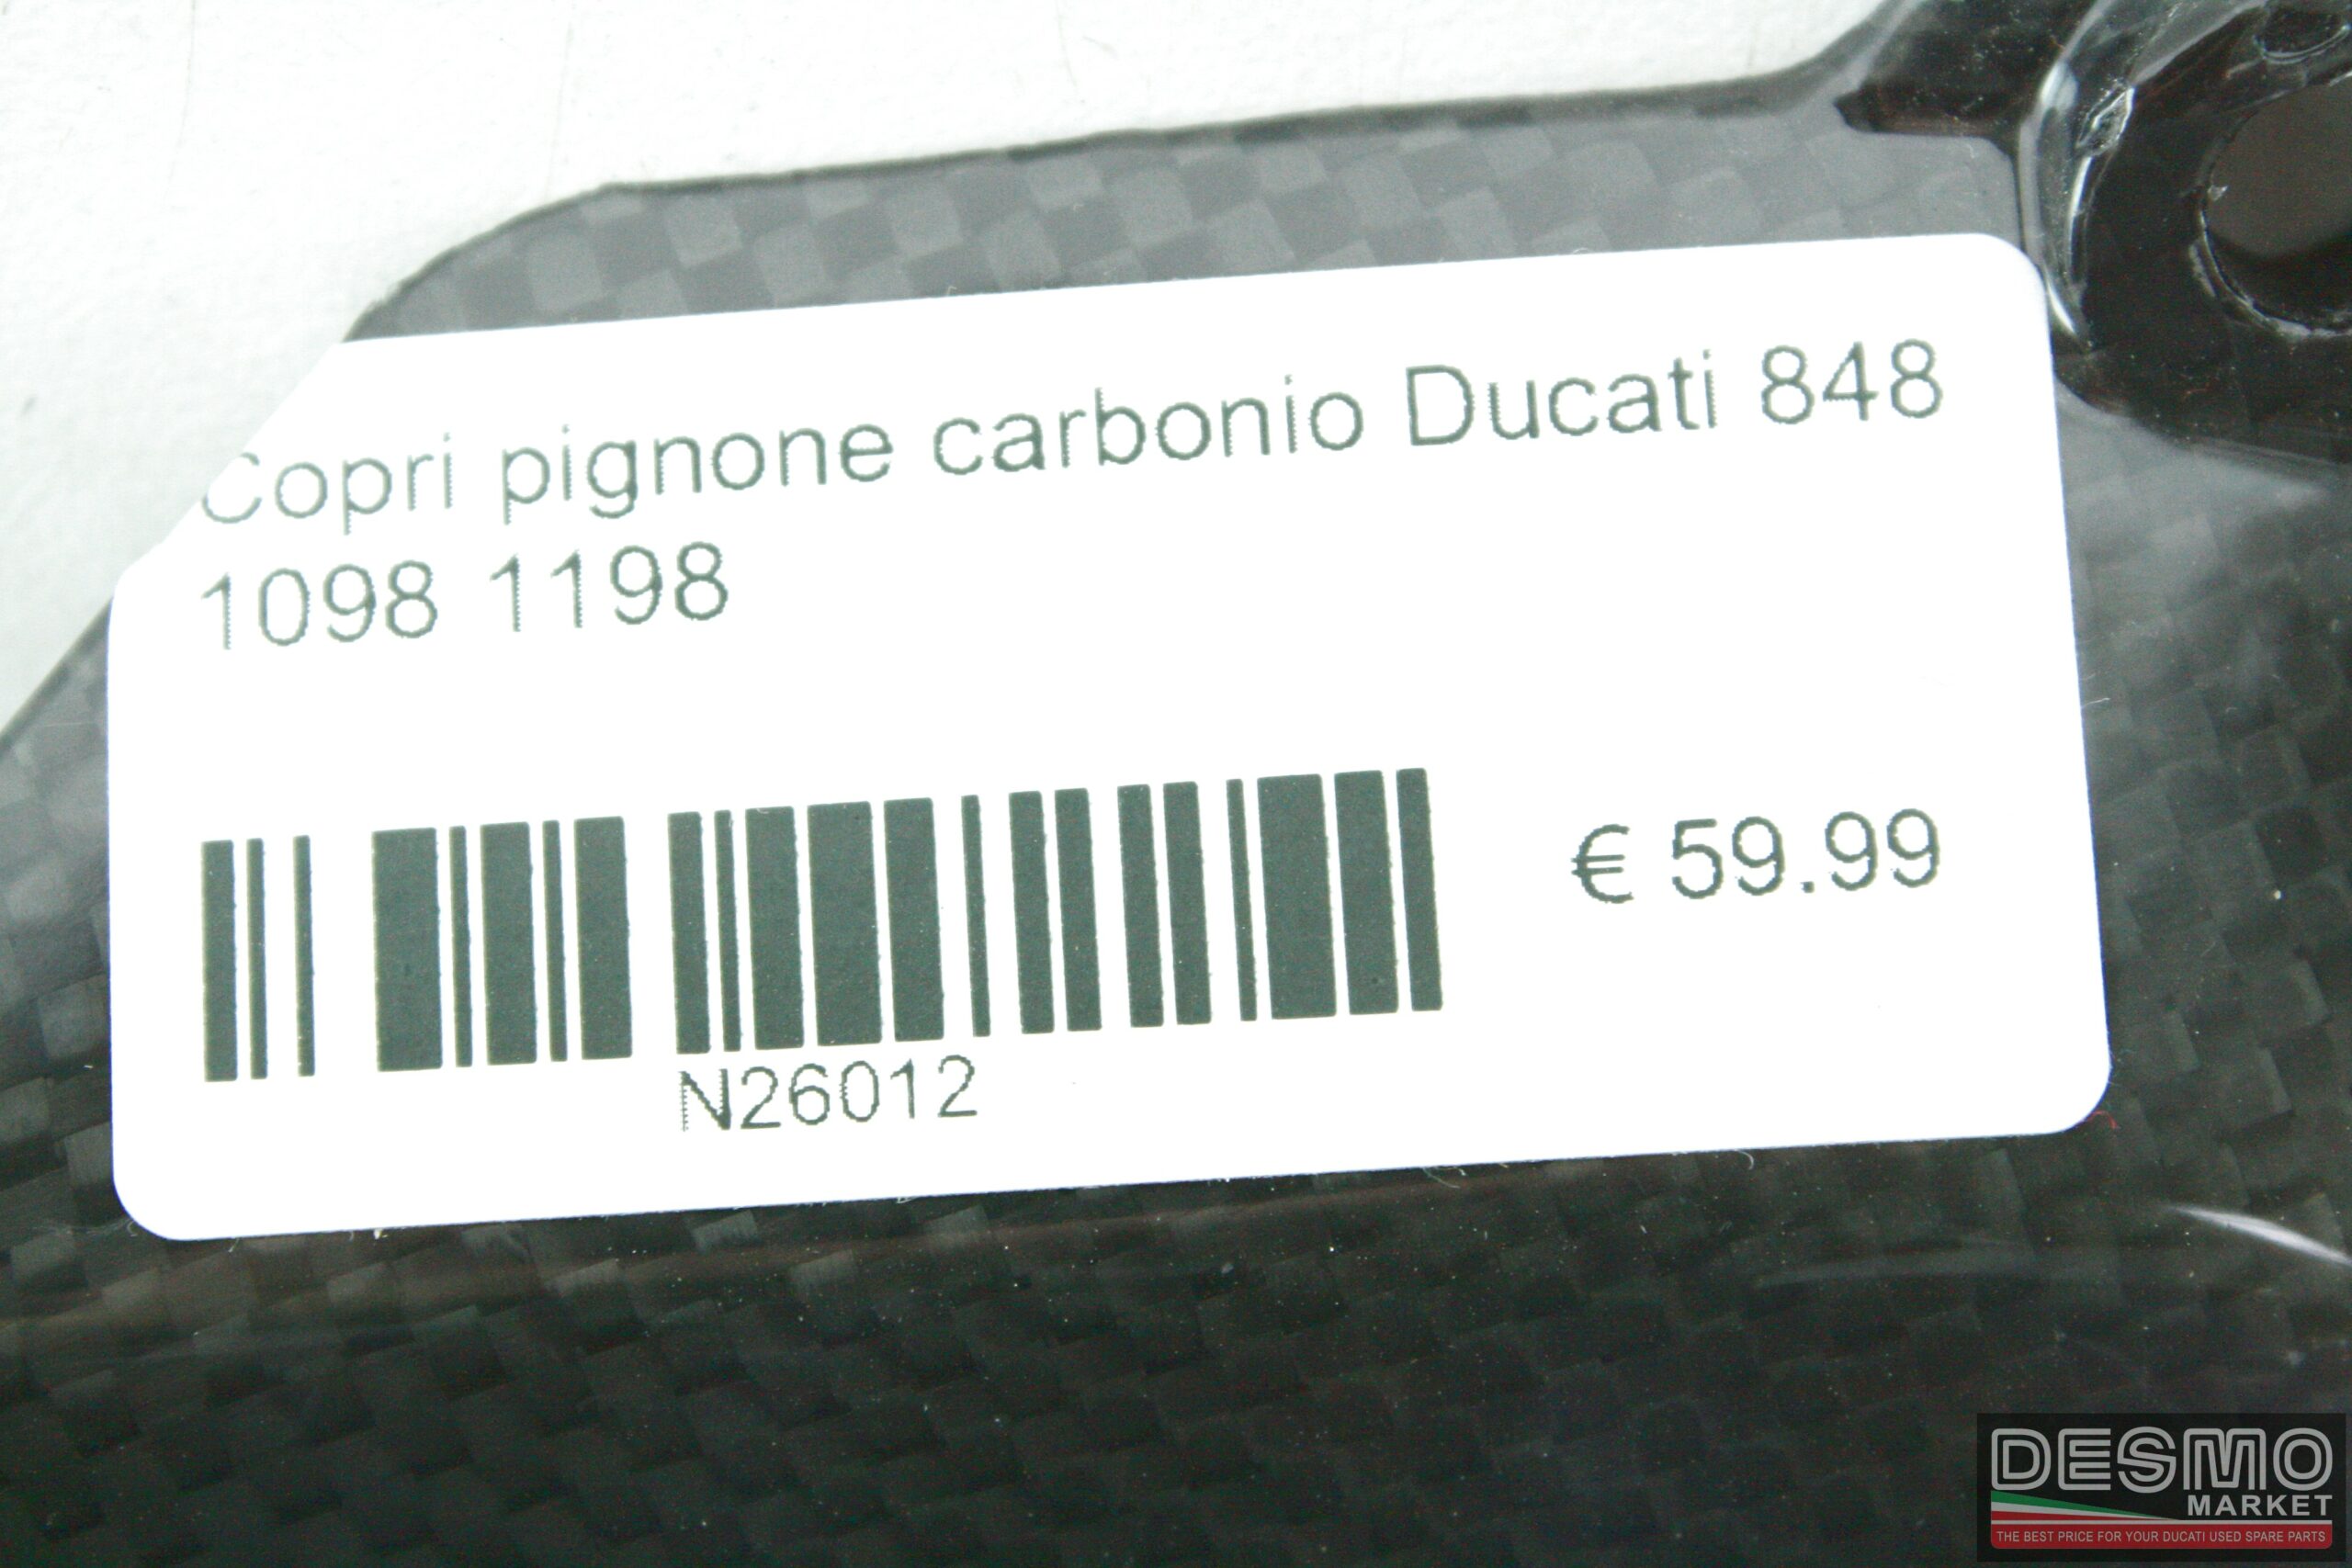 Copri pignone carbonio Ducati 848
1098 1198
€ 59.99
N26012
DESMO
MARKET
THE BEST PRICE FOR YOUR DUCATI USED SPARE PARTS